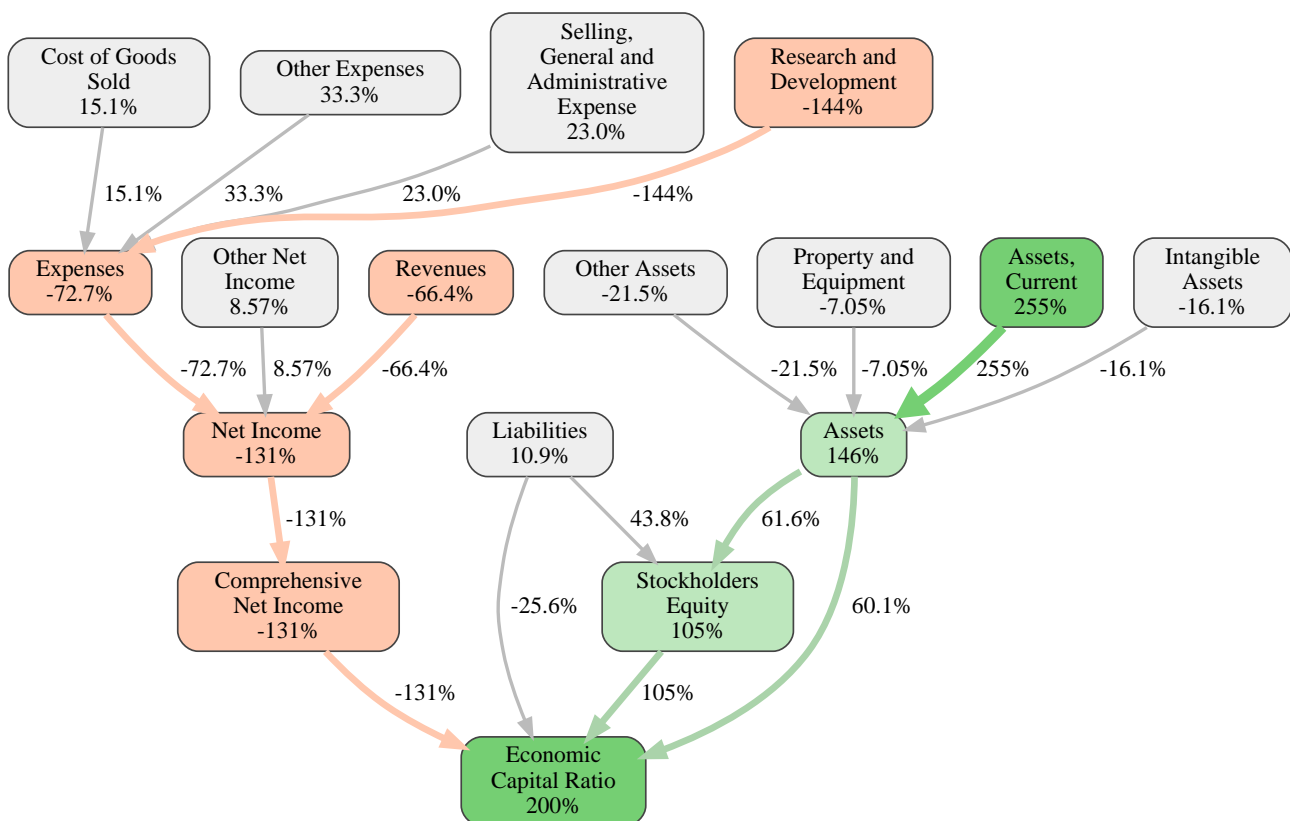 Cost of Goods
Sold
15.1%
Other Expenses
33.3%
Selling,
General and
Administrative
Expense
23.0%
Research and
Development
-144%
15.1%
33.3%
23.0%
-144%
Expenses
-72.7%
Other Net
Income
8.57%
Revenues
-66.4%
Other Assets
-21.5%
Property and
Equipment
-7.05%
Assets,
Current
255%
Intangible
Assets
-16.1%
-72.7%
8.57%
-66.4%
-21.5%
-7.05%
255%
-16.1%
Net Income
-131%
Liabilities
10.9%
Assets
146%
-131%
43.8%
61.6%
Comprehensive
Net Income
-131%
-25.6%
Stockholders
Equity
105%
60.1%
-131%
105%
Economic
Capital Ratio
200%